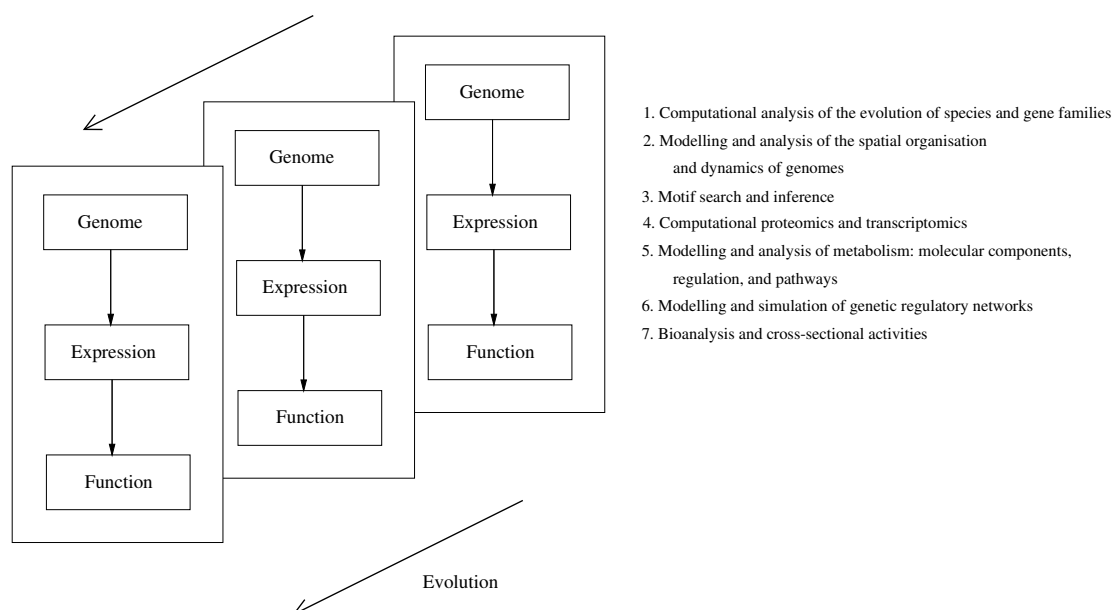 Genome
Expression
Function
Genome
Expression
Function
Genome
Expression
Function
1. Computational analysis of the evolution of species and gene families
2. Modelling and analysis of the spatial organisation
and dynamics of genomes
3. Motif search and inference
4. Computational proteomics and transcriptomics
5. Modelling and analysis of metabolism: molecular components,
regulation, and pathways
6. Modelling and simulation of genetic regulatory networks
7. Bioanalysis and cross-sectional activities
Evolution